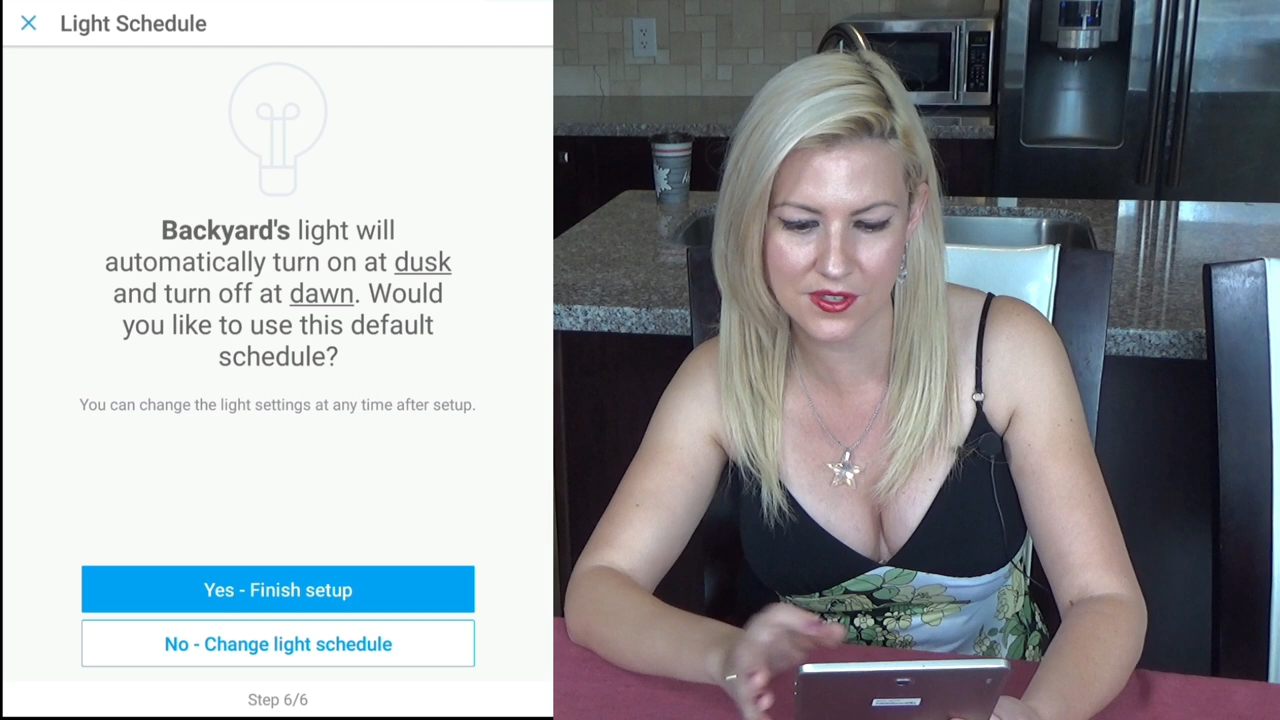 Light Schedule
Backyard's light will
automatically turn on at dusk
and turn off at dawn. Would
you like to use this default
schedule?
You can change the light settings at any time after setup.
Yes - Finish setup
No - Change light schedule
Step 6/6